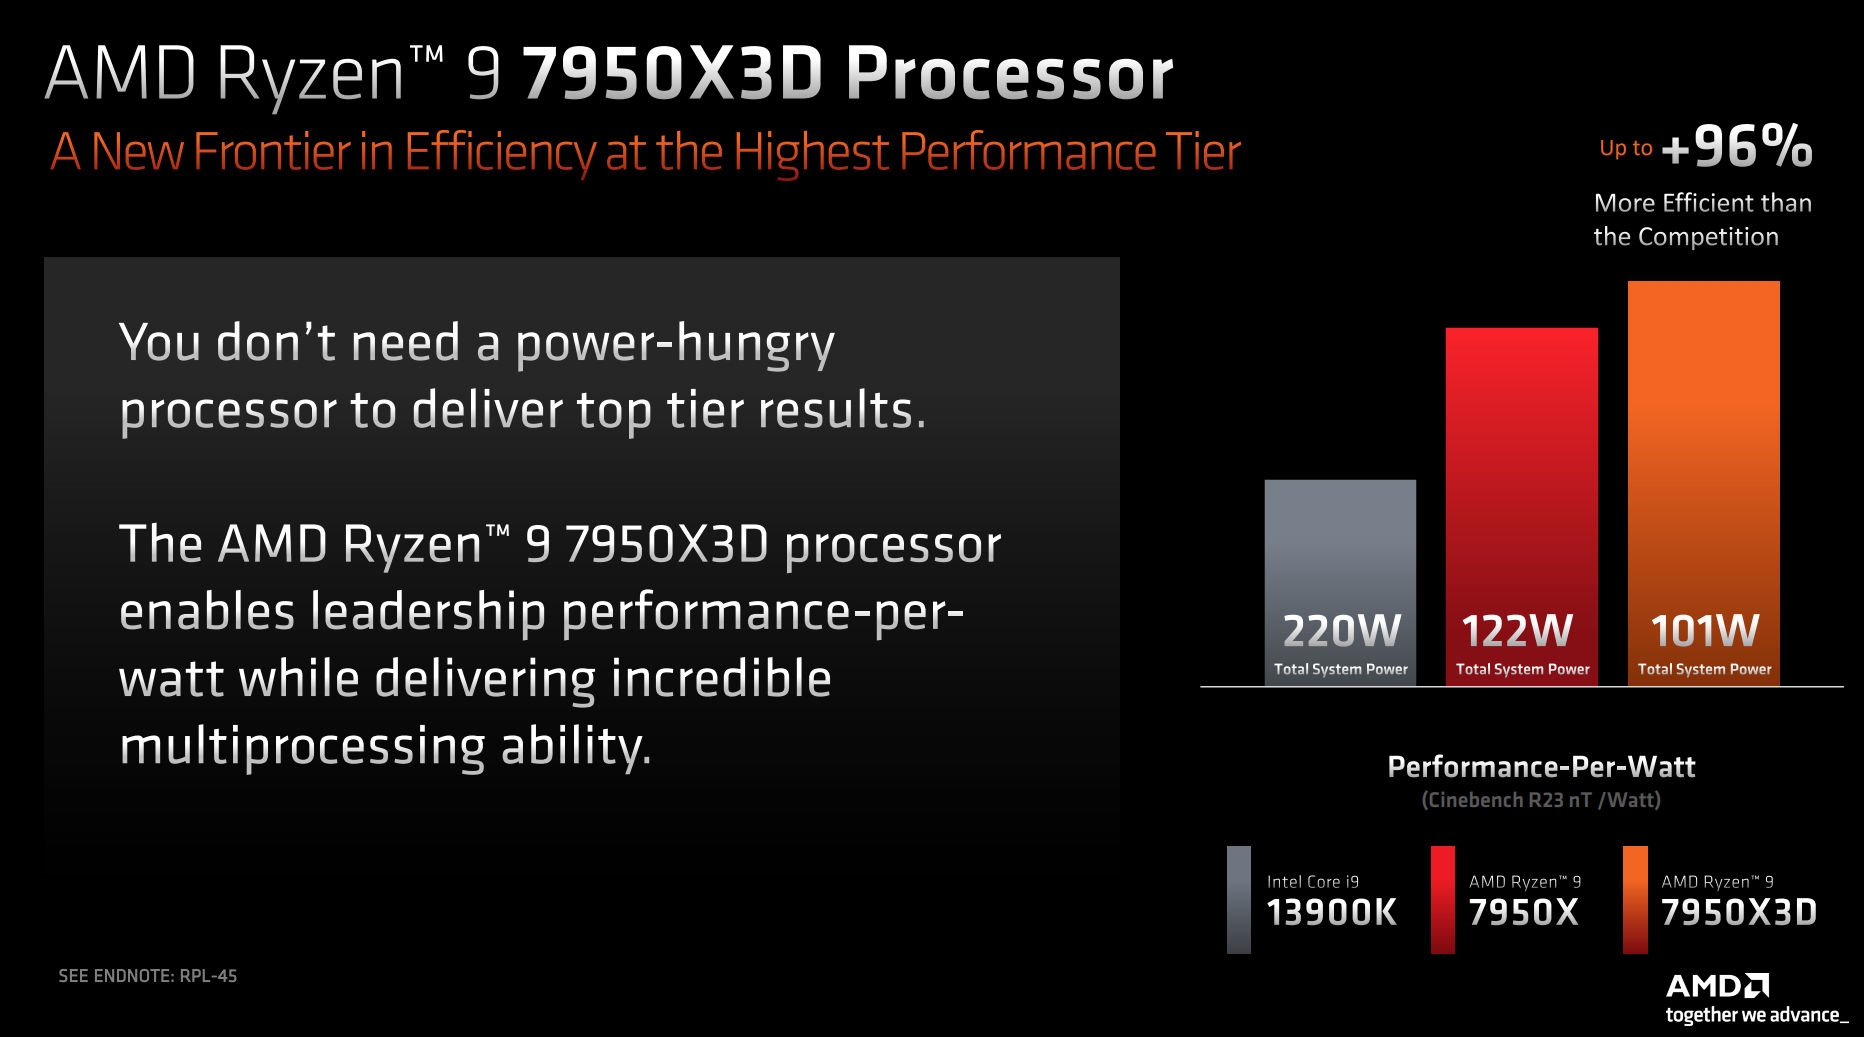 AMD Ryzen™ 9 7950X3D Processor
A New Frontier in Efficiency at the Highest Performance Tier
Up to +96%
More Efficient than
the Competition
You don’t need a power-hungry
processor to deliver top tier results.
The AMD Ryzen™ 9 7950X3D processor
enables leadership performance-per-
watt while delivering incredible
multiprocessing ability.
220W
Total System Power
122W
Total System Power
101W
Total System Power
Performance-Per-Watt
(Cinebench R23 nT /Watt)
Intel Core i9
13900K
AMD Ryzen™ 9
7950X
AMD Ryzen™ 9
7950X3D
SEE ENDNOTE: RPL-45
AMD
together we advance_